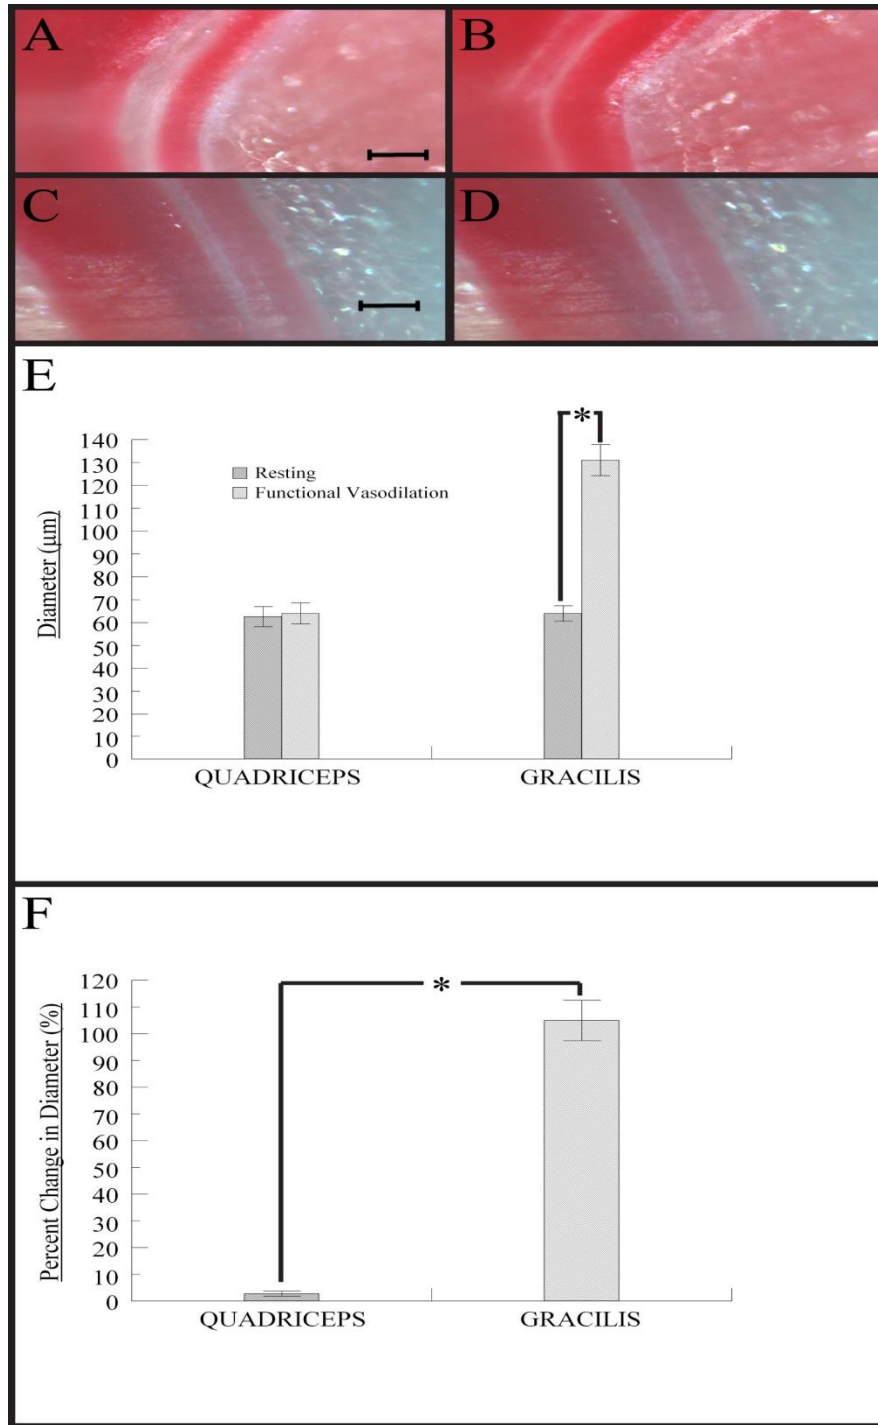 A
B
C
D
E
Diameter (μm)
140
130
120
110
100
90
80
70
60
50
40
30
20
10
0
Resting
Functional Vasodilation
*
QUADRICEPS
GRACILIS
F
Percent Change in Diameter (%)
120
110
100
90
80
70
60
50
40
30
20
10
0
*
QUADRICEPS
GRACILIS